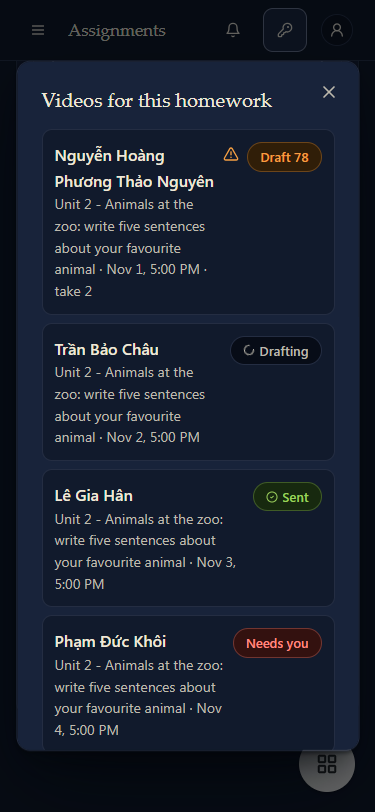 Assignments
Videos for this homework
Nguyễn Hoàng
Phương Thảo Nguyên
Draft 78
Unit 2 - Animals at the
zoo: write five sentences
about your favourite
animal · Nov 1, 5:00 PM ·
take 2
Trần Bảo Châu
Drafting
Unit 2 - Animals at the
zoo: write five sentences
about your favourite
animal · Nov 2, 5:00 PM
Lê Gia Hân
Sent
Unit 2 - Animals at the zoo:
write five sentences about
your favourite animal · Nov 3,
5:00 PM
Phạm Đức Khôi
Needs you
Unit 2 - Animals at the zoo:
write five sentences about
your favourite animal · Nov
4, 5:00 PM